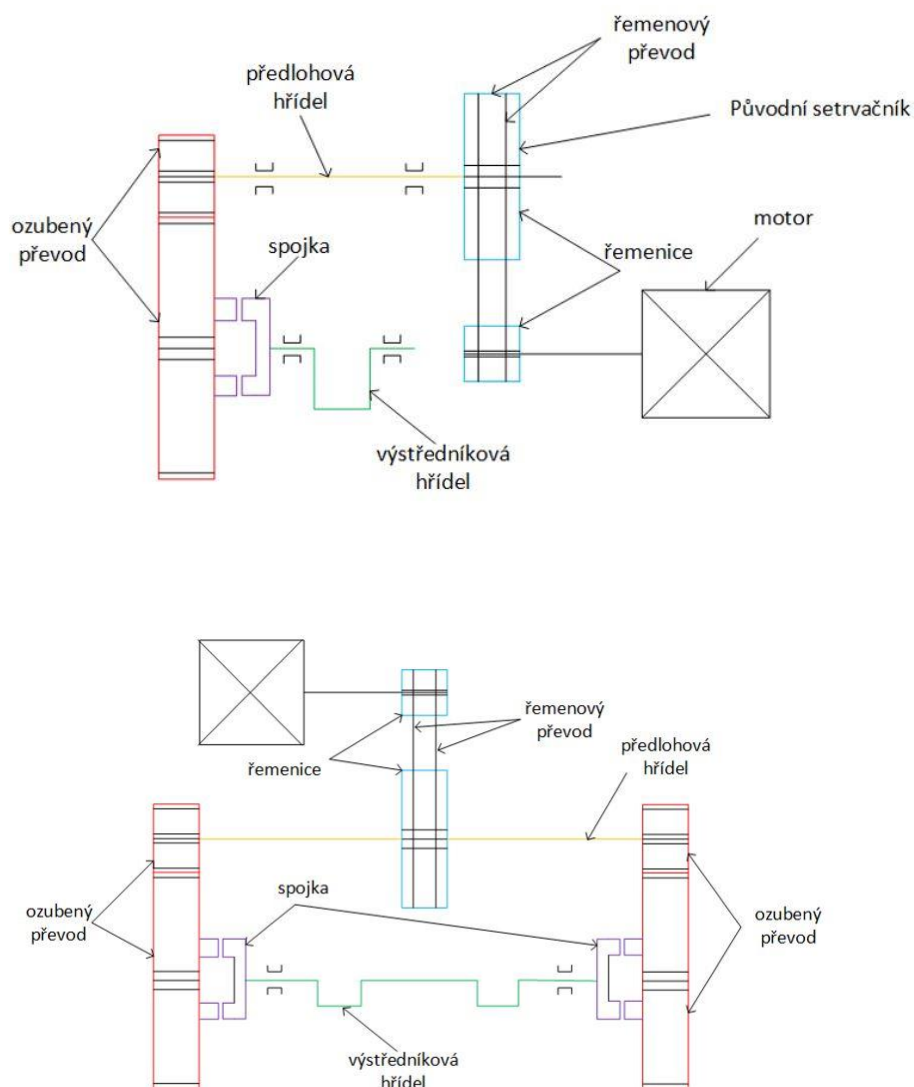 řemenový
převod
předlohová
hřídel
Původní setrvačník
ozubený
převod
spojka
motor
řemenice
výstředníková
hřídel
řemenový
převod
řemenice
předlohová
hřídel
spojka
ozubený
převod
ozubený
převod
výstředníková
hřídel